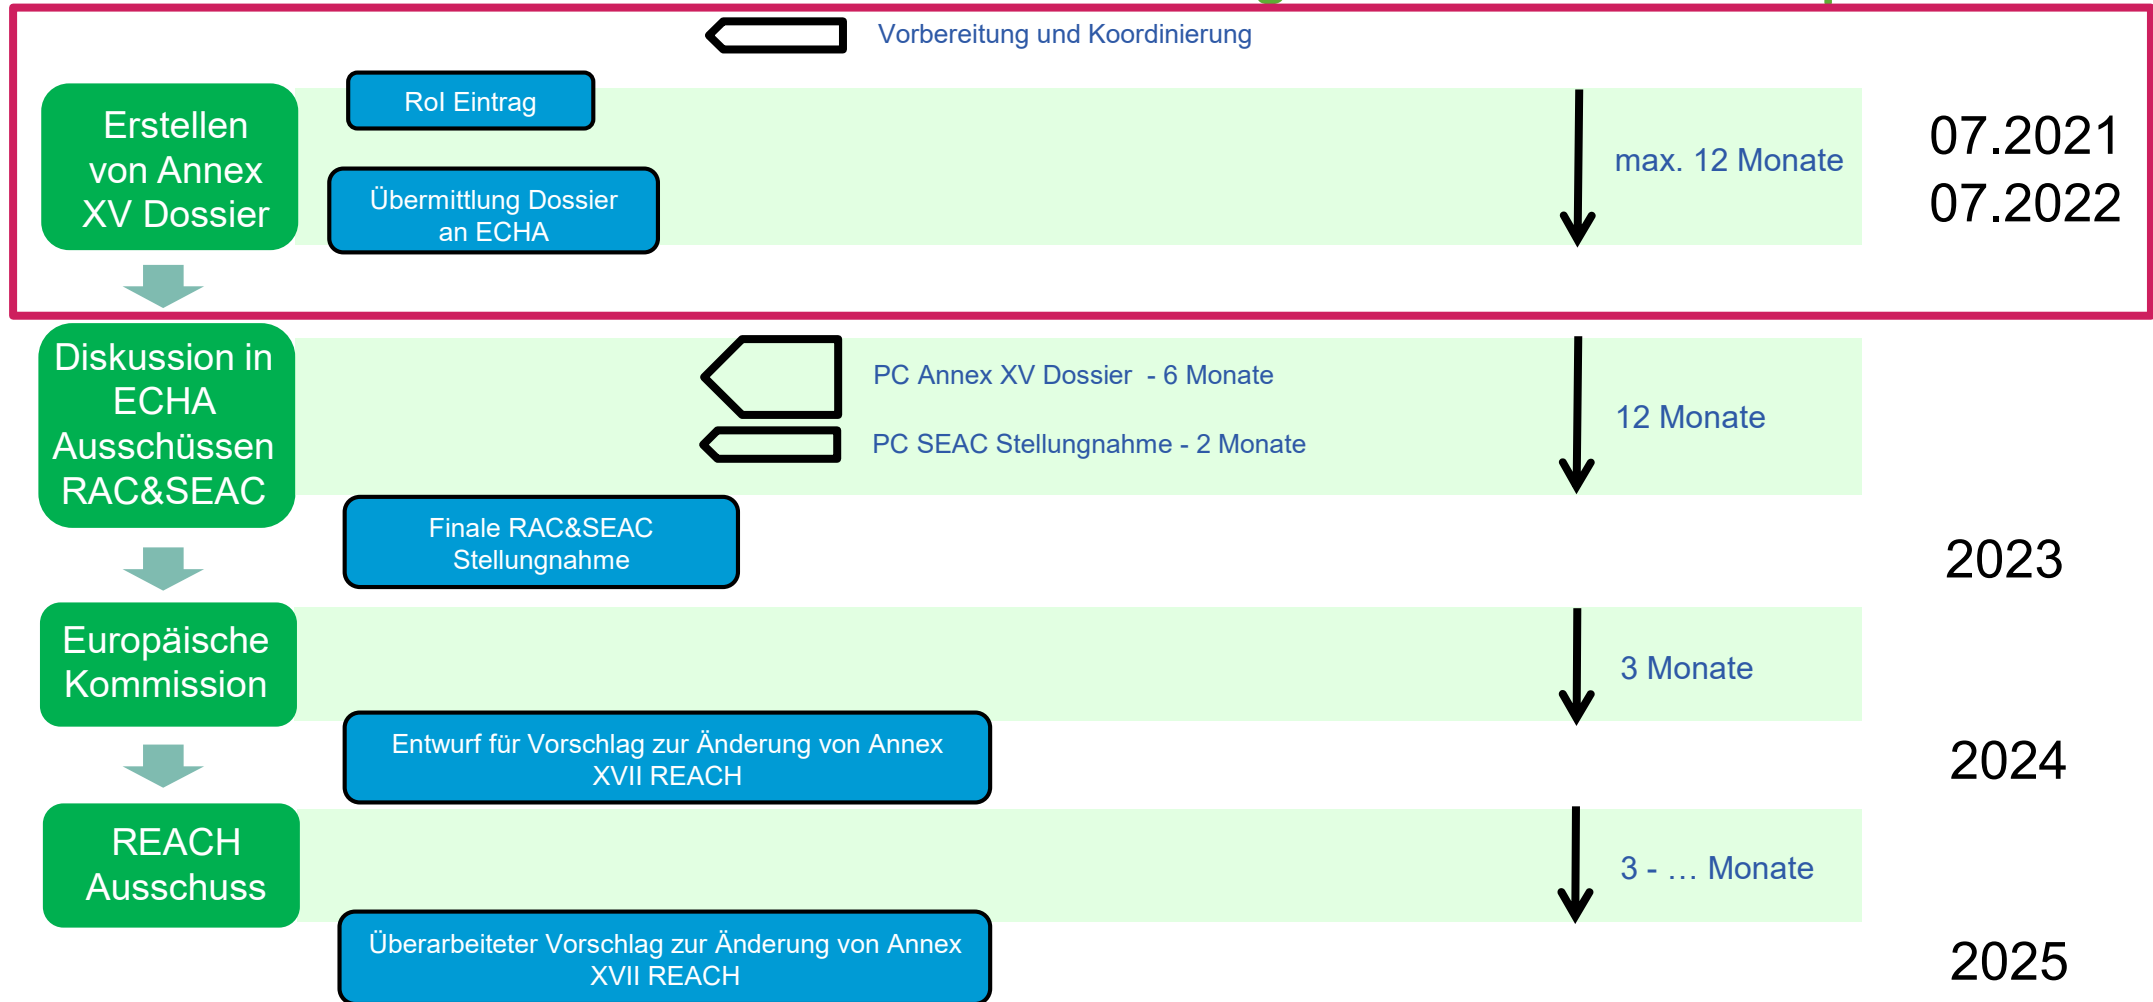 Vorbereitung und Koordinierung
Erstellen
von Annex
XV Dossier
RoI Eintrag
Übermittlung Dossier
an ECHA
max. 12 Monate
07.2021
07.2022
Diskussion in
ECHA
Ausschüssen
RAC&SEAC
PC Annex XV Dossier - 6 Monate
PC SEAC Stellungnahme - 2 Monate
12 Monate
Finale RAC&SEAC
Stellungnahme
2023
Europäische
Kommission
3 Monate
Entwurf für Vorschlag zur Änderung von Annex
XVII REACH
2024
REACH
Ausschuss
3 - … Monate
Überarbeiteter Vorschlag zur Änderung von Annex
XVII REACH
2025